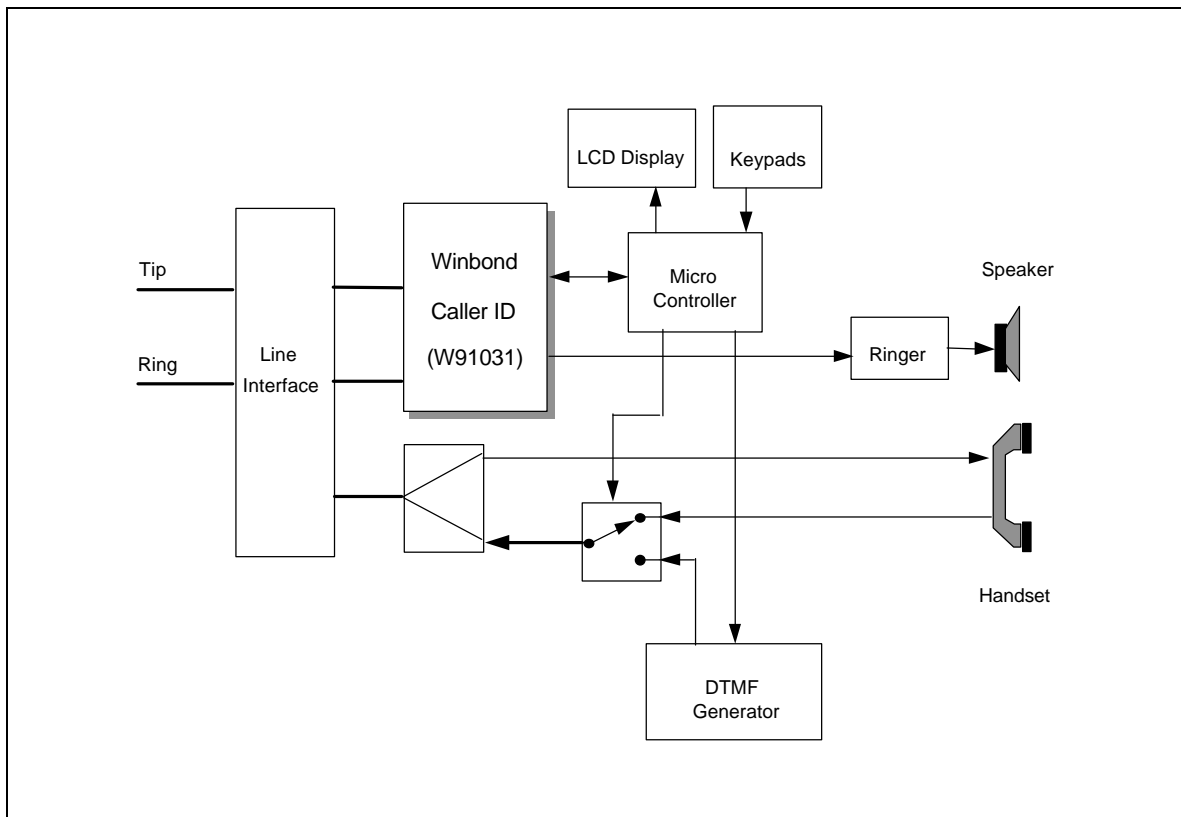 LCD Display
Keypads
Winbond
Caller ID
(W91031)
Micro
Controller
Tip
Ring
Line
Interface
Speaker
Ringer
Handset
DTMF
Generator